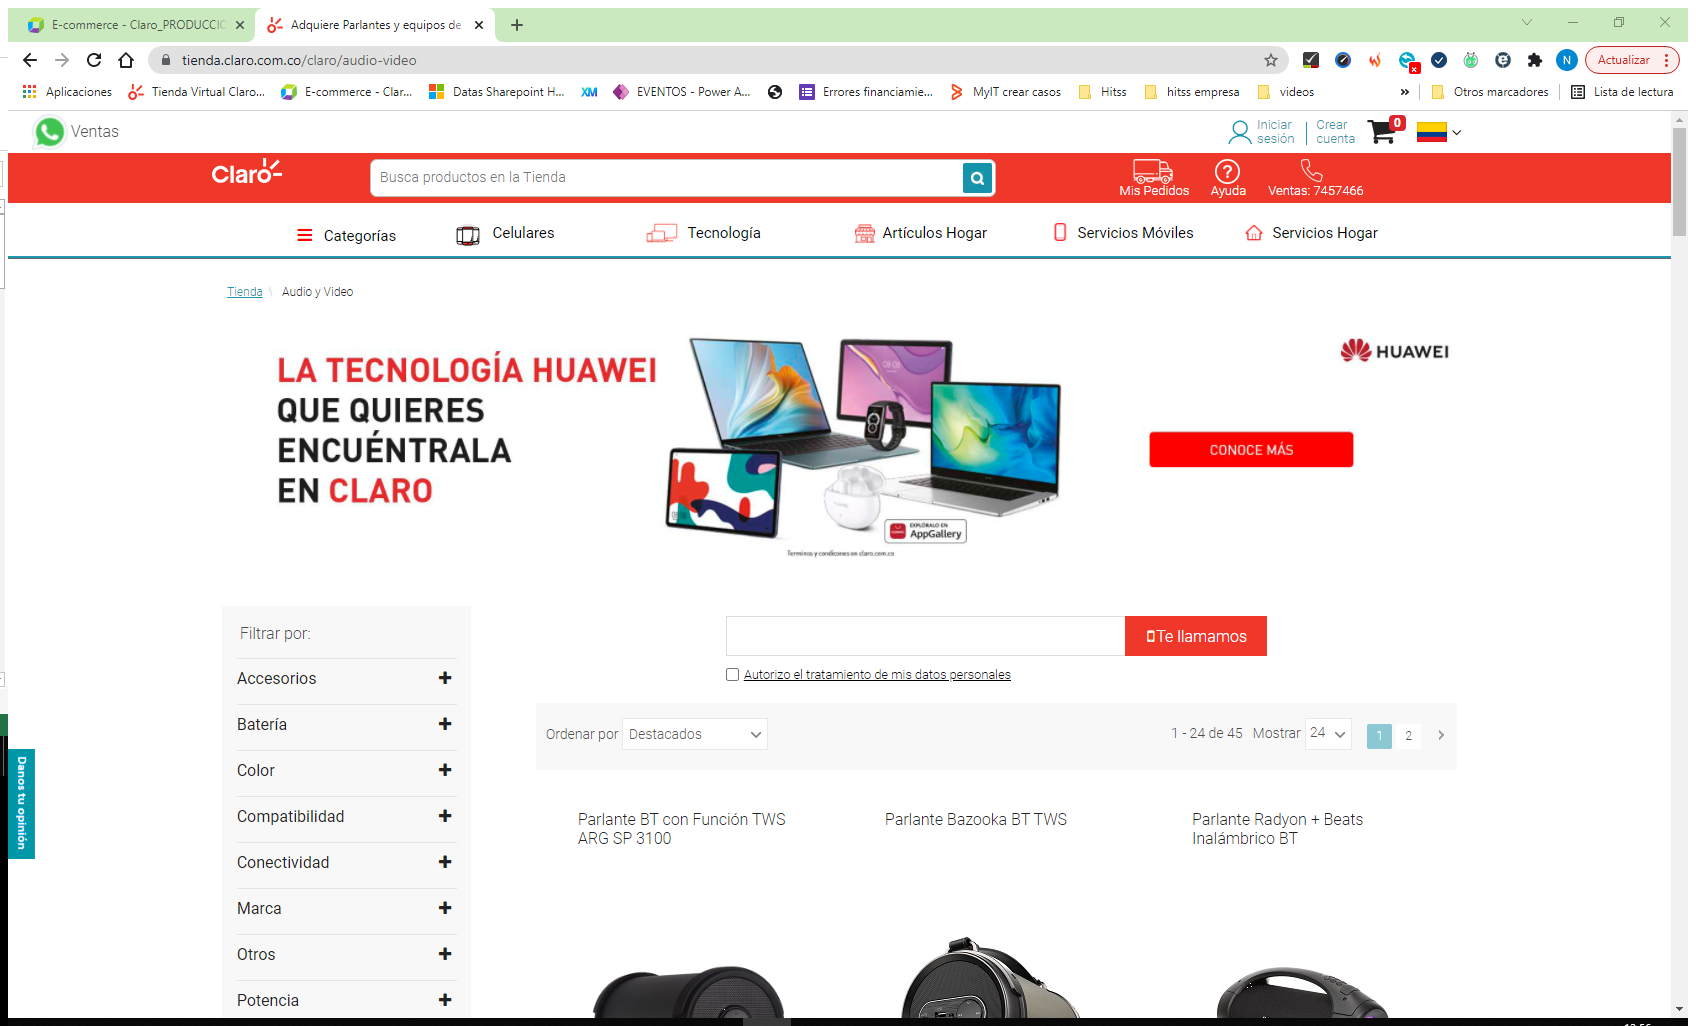 E-commerce - Claro_PRODUCCIC
Adquiere Parlantes y equipos de
tienda.claro.com.co/claro/audio-video
N
Actualizar
Aplicaciones
Tienda Virtual Claro...
E-commerce - Clar...
Datas Sharepoint H...
XM
EVENTOS - Power A...
Errores financiamie...
MyIT crear casos
Hitss
hitss empresa
videos
»
Otros marcadores
Lista de lectura
Ventas
Iniciar sesión
Crear cuenta
0
Claro
Busca productos en la Tienda
Mis Pedidos
Ayuda
Ventas: 7457466
Categorías
Celulares
Tecnología
Artículos Hogar
Servicios Móviles
Servicios Hogar
Tienda \ Audio y Video
LA TECNOLOGÍA HUAWEI
QUE QUIERES
ENCUÉNTRALA
EN CLARO
08:08
EXPLÓRALO EN
AppGallery
Terminos y condiciones en claro.com.co
HUAWEI
CONOCE MÁS
Filtrar por:
Accesorios
Batería
Color
Compatibilidad
Conectividad
Marca
Otros
Potencia
Te llamamos
Autorizo el tratamiento de mis datos personales
Ordenar por Destacados
1 - 24 de 45 Mostrar 24 1 2
Parlante BT con Función TWS
ARG SP 3100
Parlante Bazooka BT TWS
Parlante Radyon + Beats
Inalámbrico BT
Danos tu opinión